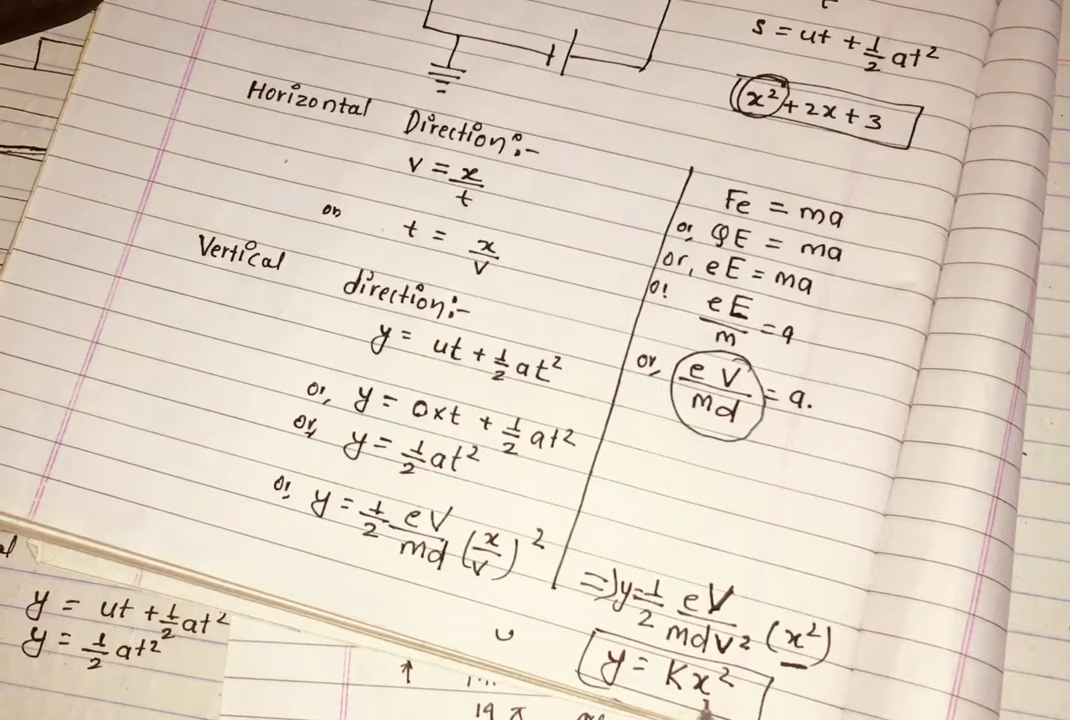 s = ut + 1/2 at²
x² + 2x + 3
Horizontal Direction:-
v = x/t
or t = x/v
Vertical direction:-
y = ut + 1/2 at²
or, y = 0xt + 1/2 at²
or, y = 1/2 at²
or, y = 1/2 eV/md (x/v)²
Fe = ma
or, QE = ma
or, eE = ma
or eE/m = a
or, eV/md = a.
=) y = 1/2 eV/mdv² (x²)
y = Kx²
y = ut + 1/2 at²
y = 1/2 at²